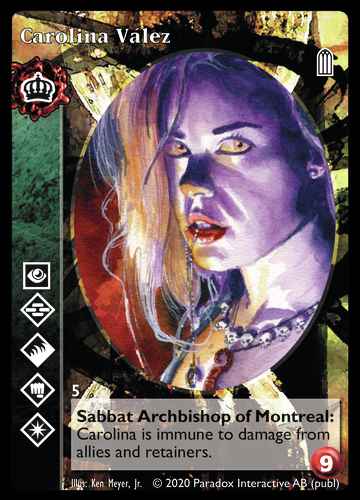 Carolina Vález
5
Sabbat Archbishop of Montreal:
Carolina is immune to damage from
allies and retainers.
9
Illus: Ken Meyer, Jr. © 2020 Paradox Interactive AB (publ)